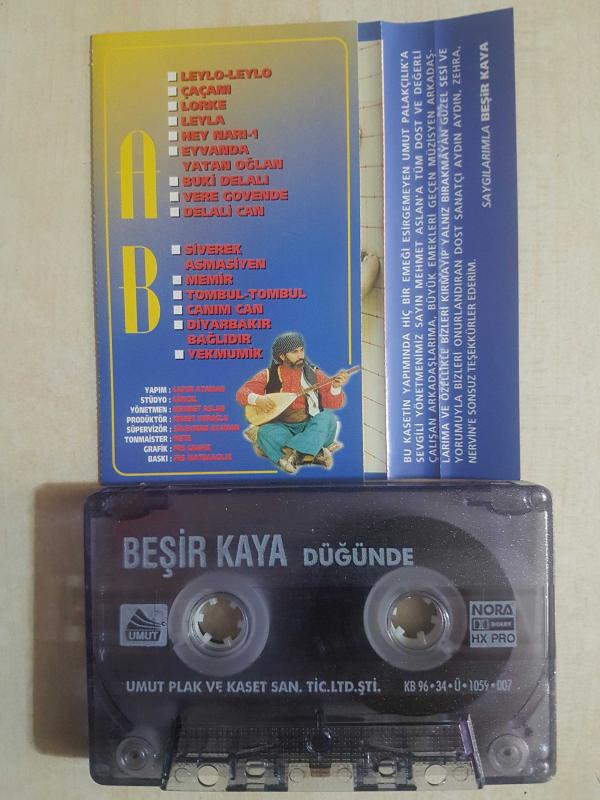 A
LEYLO-LEYLO
ÇAÇANI
LORKE
LEYLA
HEY NARI-1
EYVANDA
YATAN OĞLAN
BUKİ DELALI
VERE GOVENDE
DELALİ CAN
B
SİVEREK
ASMASİYEN
MEMİR
TOMBUL-TOMBUL
CANIM CAN
DİYARBAKIR
BAĞLIDIR
YEKMUMİK
YAPIM :
STÜDYO :
YÖNETMEN : MEHMET ASLAN
PRODÜKTÖR :
SÜPERVİZÖR : SÜLEYMAN
TONMAİSTER : METE
GRAFİK :
BASKI :
BU KASETİN YAPIMINDA HİÇ BİR EMEĞİ ESİRGEMEYEN UMUT PALAKÇILIK'A
SEVGİLİ YÖNETMENİMİZ SAYIN MEHMET ASLAN'A TÜM DOST VE DEĞERLİ
ÇALIŞAN ARKADAŞLARIMA, BÜYÜK EMEKLERİ GEÇEN MÜZİSYEN ARKADAŞ-
LARIMA VE ÖZELLİKLE BİZLERİ KIRMAYIP YALNIZ BIRAKMAYAN GÜZEL SESİ VE
YORUMUYLA BİZLERİ ONURLANDIRAN DOST SANATÇI AYDIN AYDIN, ZEHRA,
NERVİN'E SONSUZ TEŞEKKÜRLER EDERİM.
SAYGILARIMLA BEŞİR KAYA
BEŞİR KAYA DÜĞÜNDE
UMUT
NORA
DOLBY
HX PRO
UMUT PLAK VE KASET SAN. TİC.LTD.ŞTİ. KB 96•34•Ü•1059•007